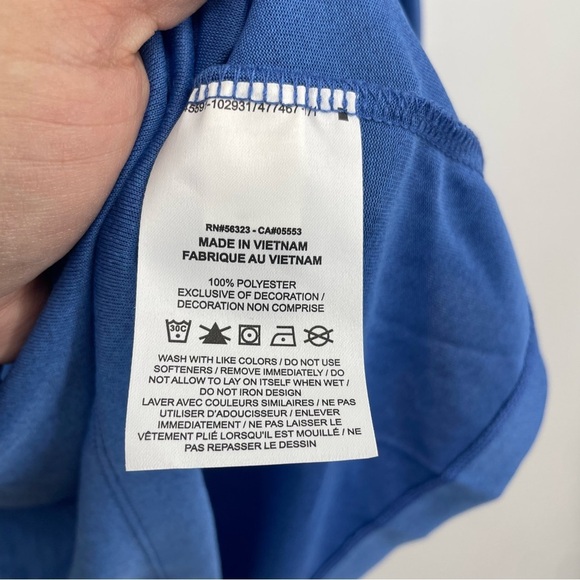 RN#56323 - CA#05553
MADE IN VIETNAM
FABRIQUE AU VIETNAM
100% POLYESTER
EXCLUSIVE OF DECORATION /
DECORATION NON COMPRISE
30C
WASH WITH LIKE COLORS / DO NOT USE
SOFTENERS / REMOVE IMMEDIATELY / DO
NOT ALLOW TO LAY ON ITSELF WHEN WET /
DO NOT IRON DESIGN
LAVER AVEC COULEURS SIMILAIRES / NE PAS
UTILISER D'ADOUCISSEUR / ENLEVER
IMMÉDIATEMENT / NE PAS LAISSER LE
VÊTEMENT PLIÉ LORSQU'IL EST MOUILLÉ / NE
PAS REPASSER LE DESSIN